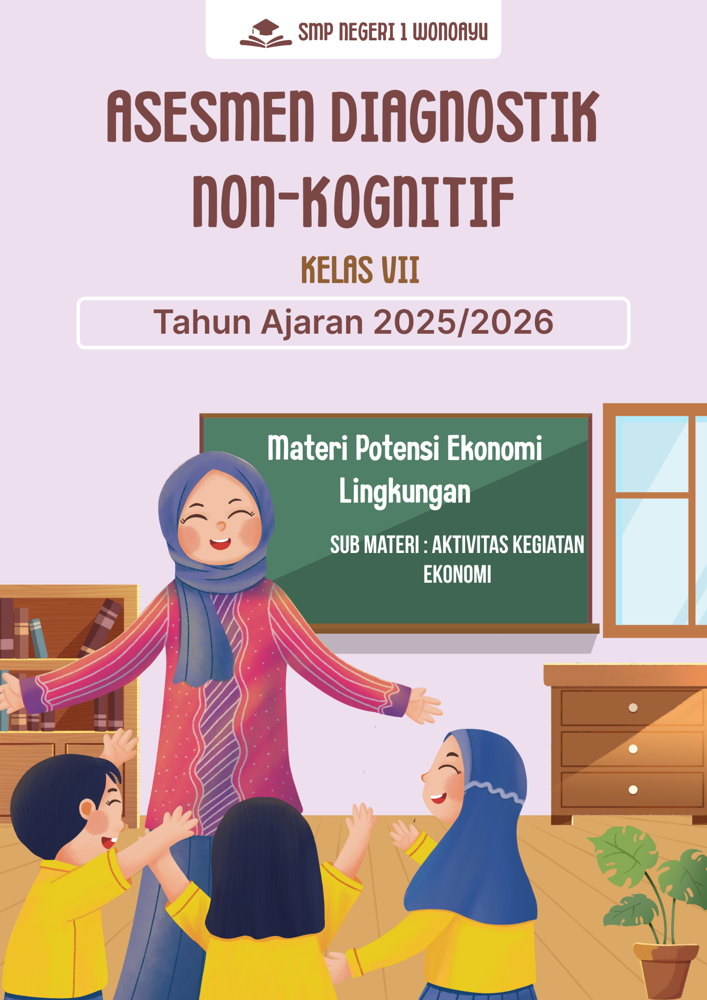 SMP NEGERI 1 WONOAYU
ASESMEN DIAGNOSTIK
NON-KOGNITIF
KELAS VII
Tahun Ajaran 2025/2026
Materi Potensi Ekonomi
Lingkungan
SUB MATERI : AKTIVITAS KEGIATAN
EKONOMI